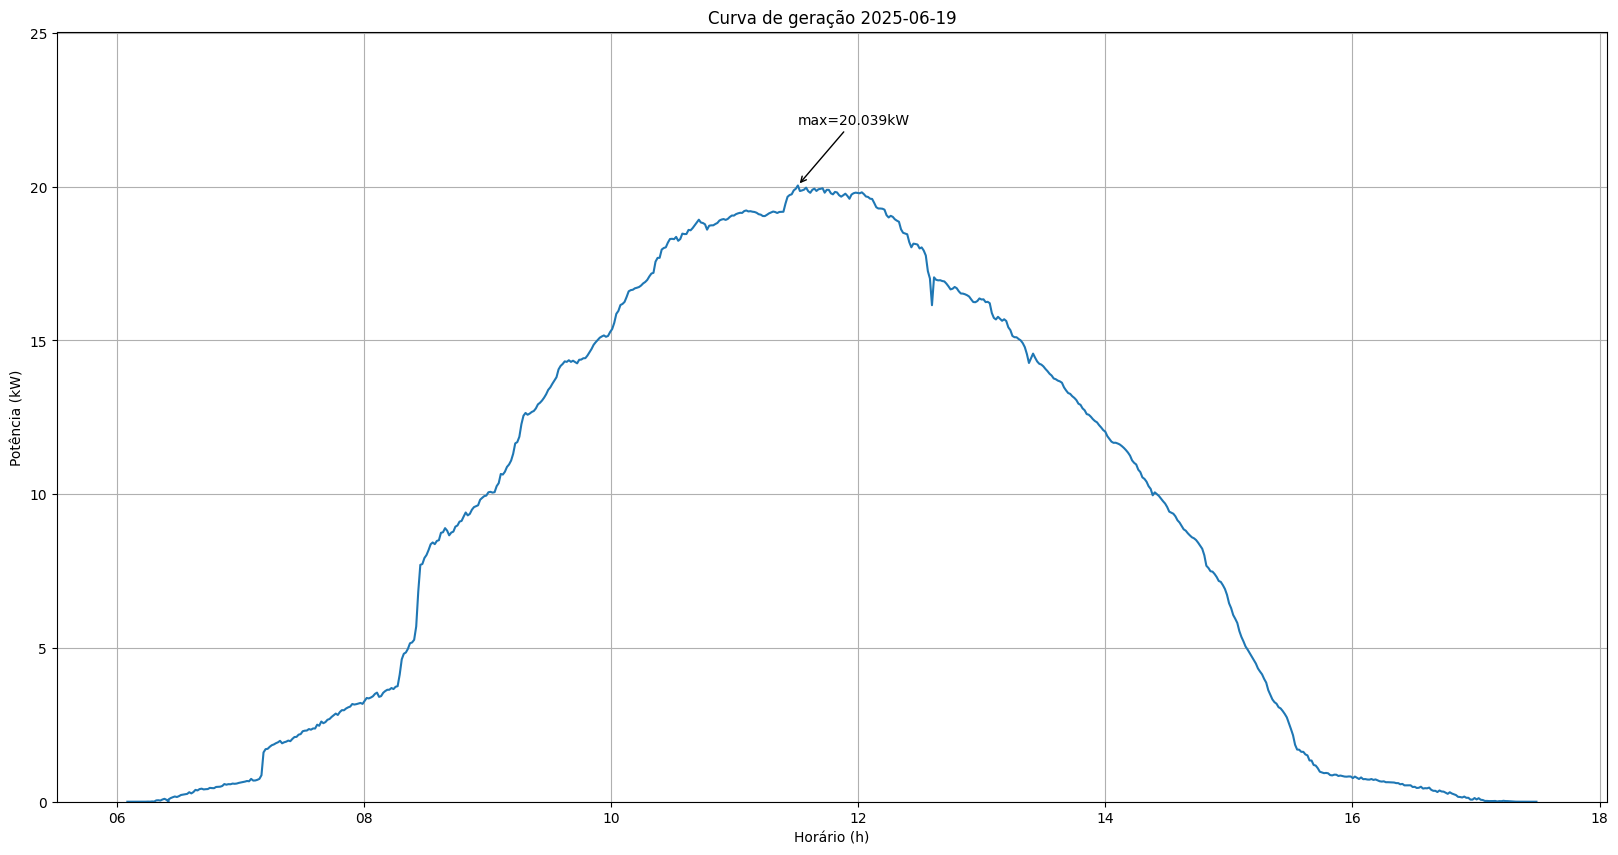 Curva de geração 2025-06-19
25
max=20.039kW
20
15
Potência (kW)
10
5
0
06 08 10 12 14 16 18
Horário (h)